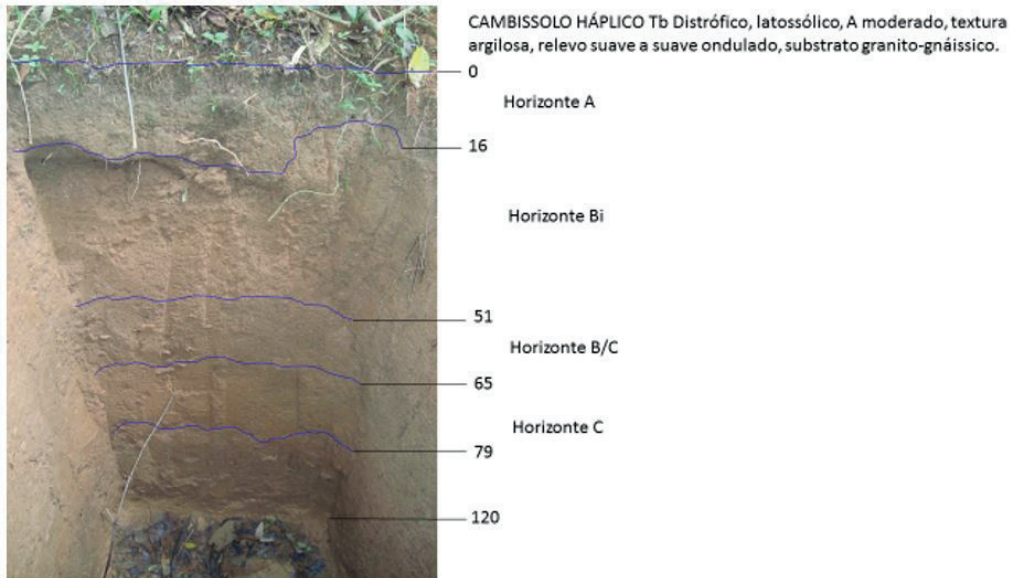 CAMBISSOLO HÁPLICO Tb Distrófico, latossólico, A moderado, textura
argilosa, relevo suave a suave ondulado, substrato granito-gnáissico.
0
Horizonte A
16
Horizonte Bi
51
Horizonte B/C
65
Horizonte C
79
120